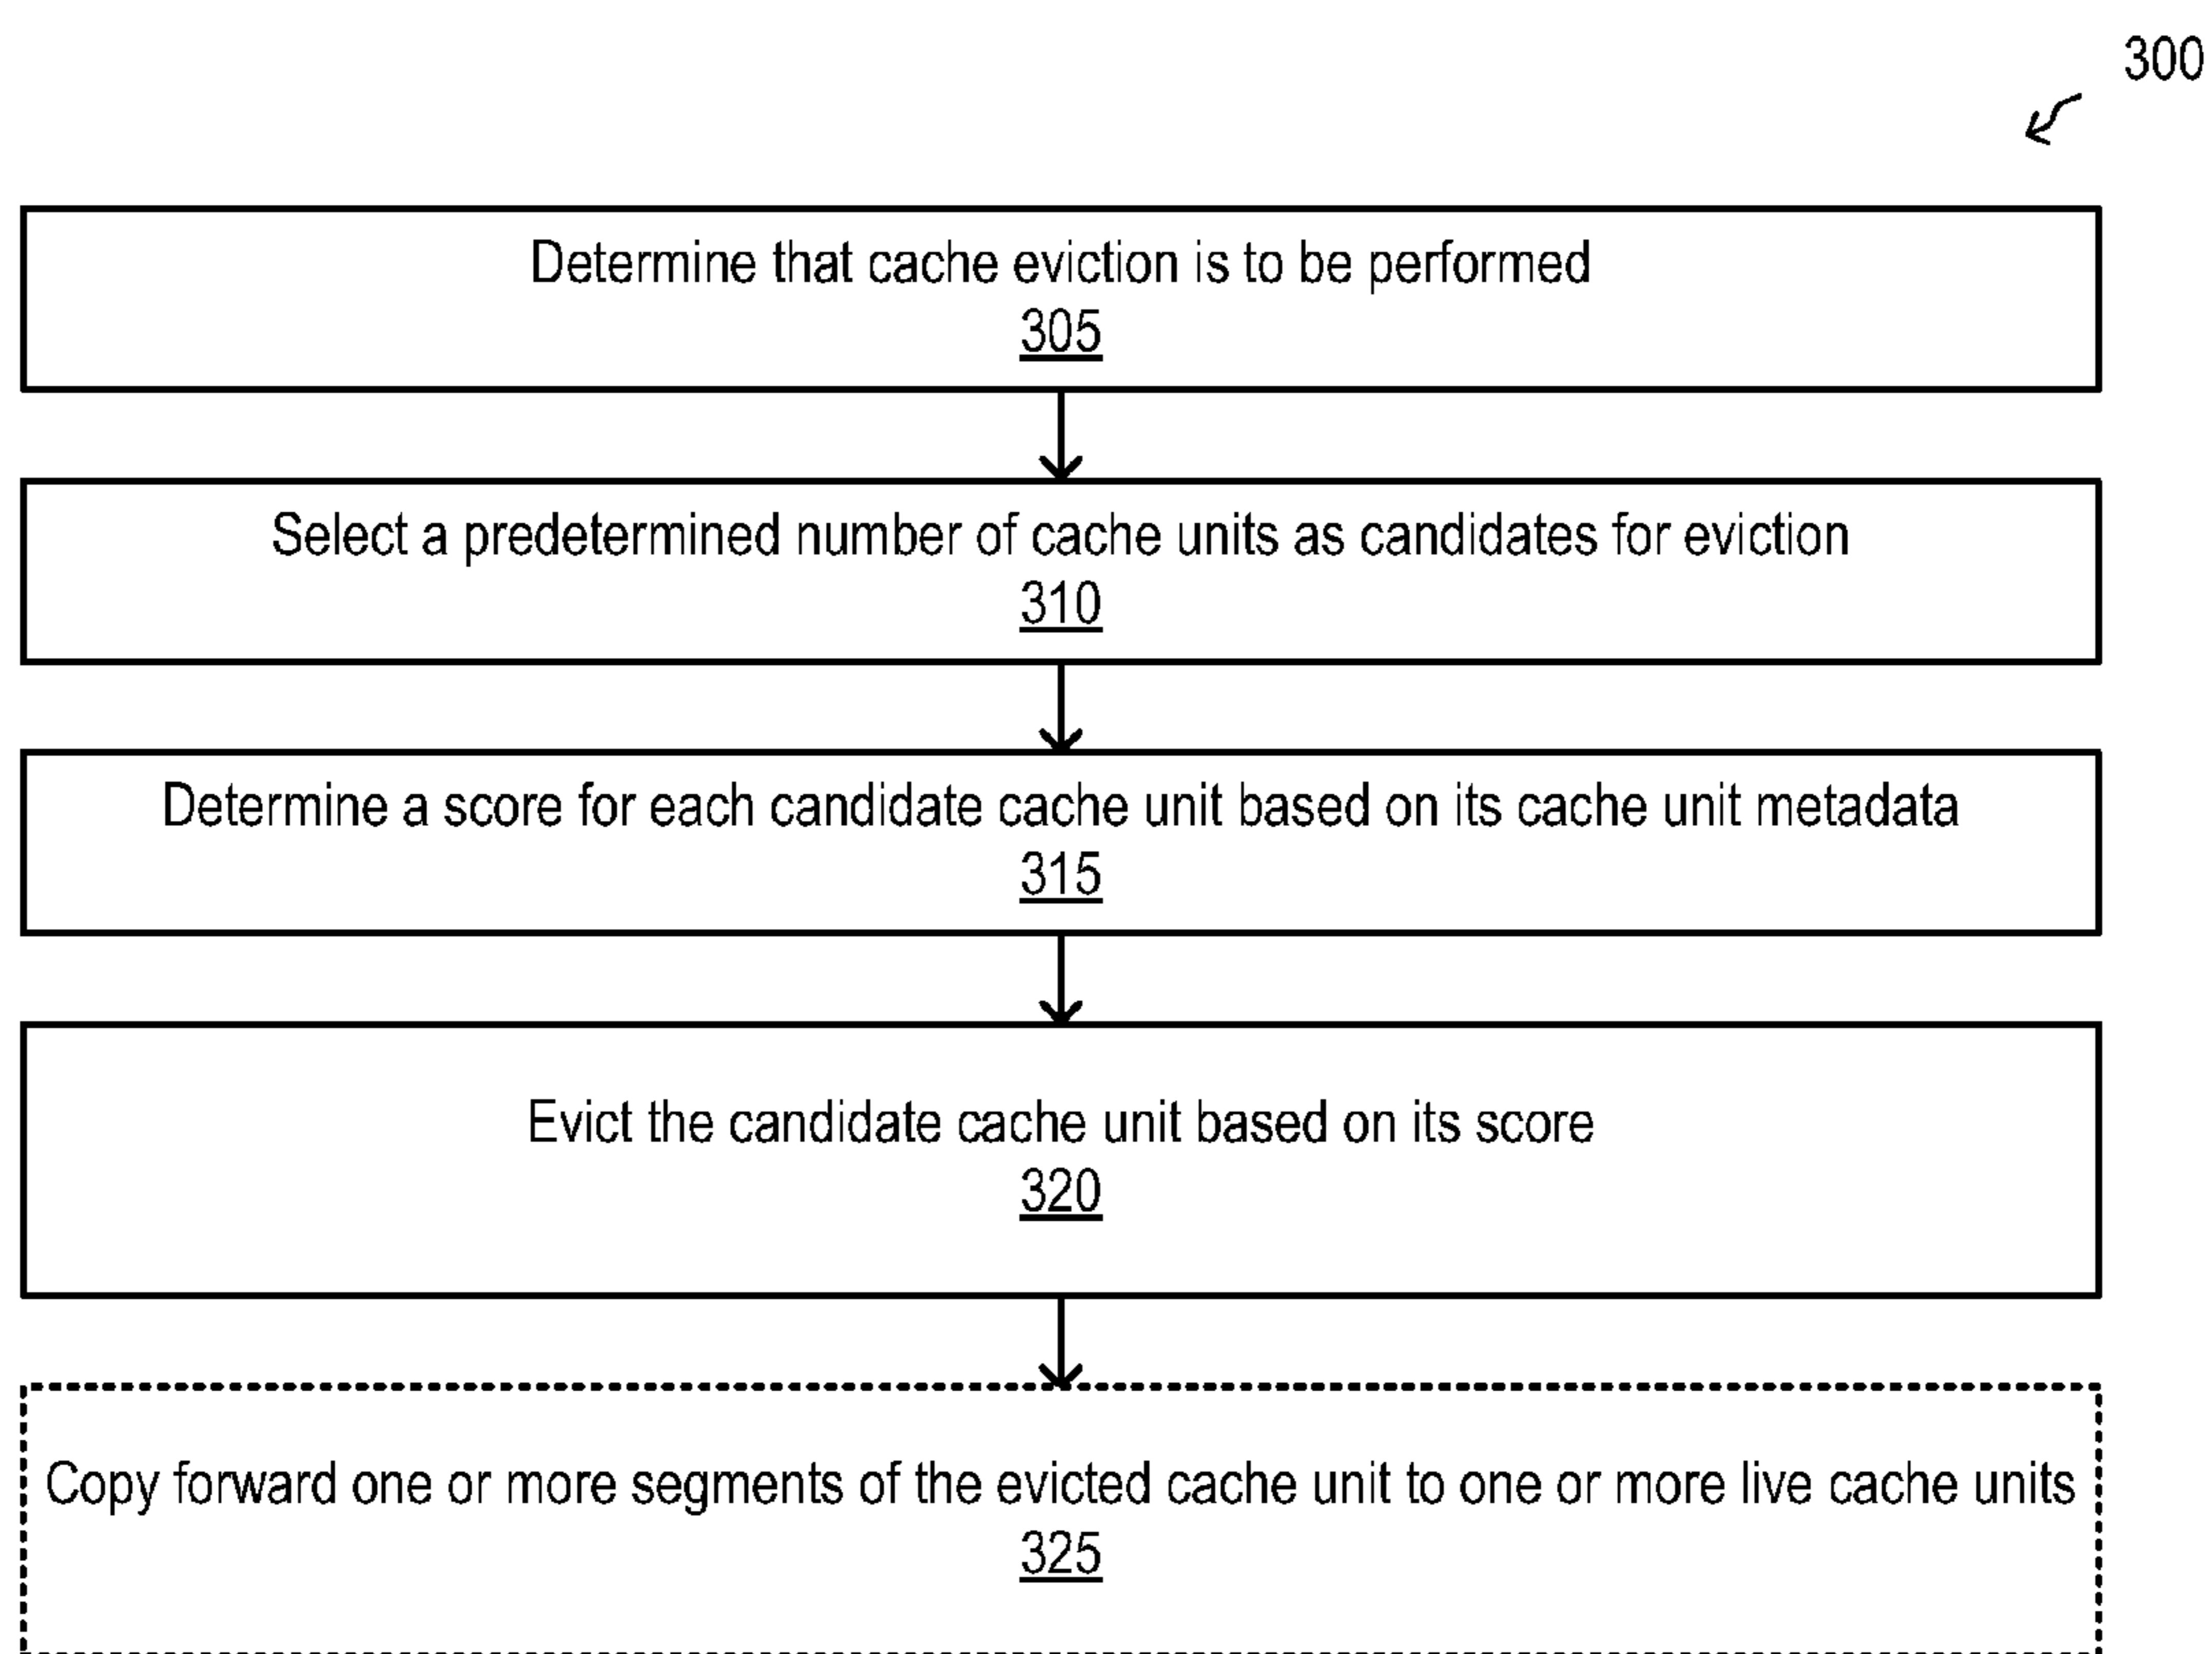 300
Determine that cache eviction is to be performed
305
Select a predetermined number of cache units as candidates for eviction
310
Determine a score for each candidate cache unit based on its cache unit metadata
315
Evict the candidate cache unit based on its score
320
Copy forward one or more segments of the evicted cache unit to one or more live cache units
325